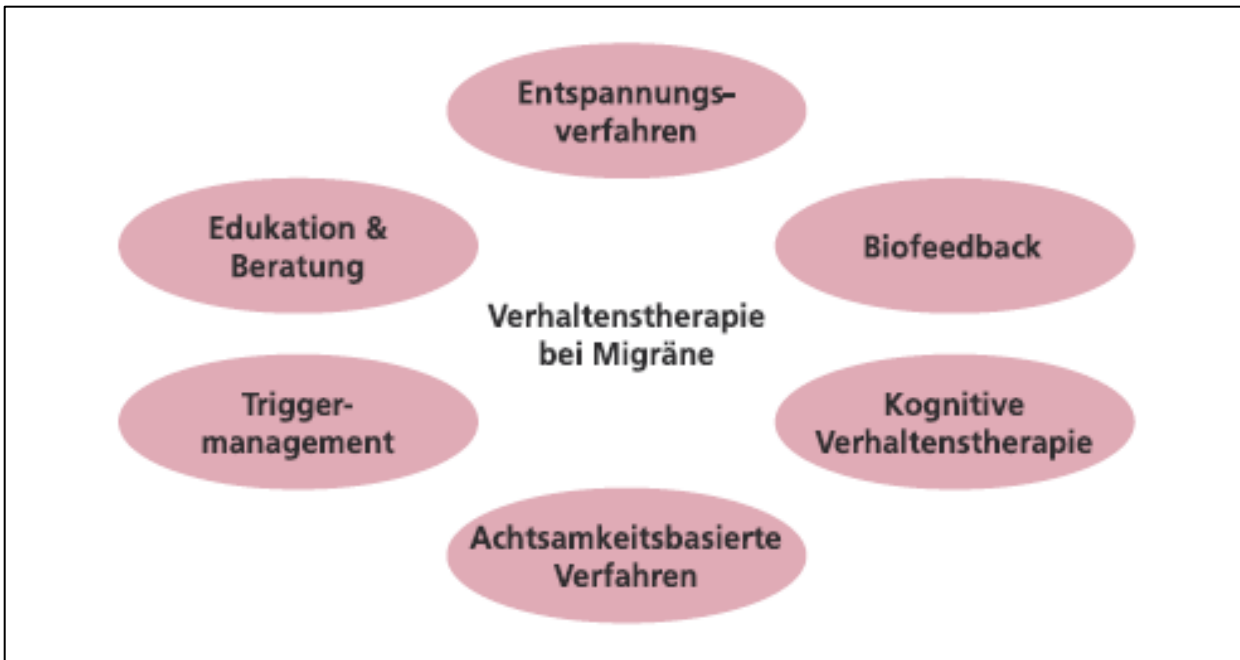 Entspannungs–
verfahren
Edukation &
Beratung
Biofeedback
Verhaltenstherapie
bei Migräne
Trigger-
management
Kognitive
Verhaltenstherapie
Achtsamkeitsbasierte
Verfahren